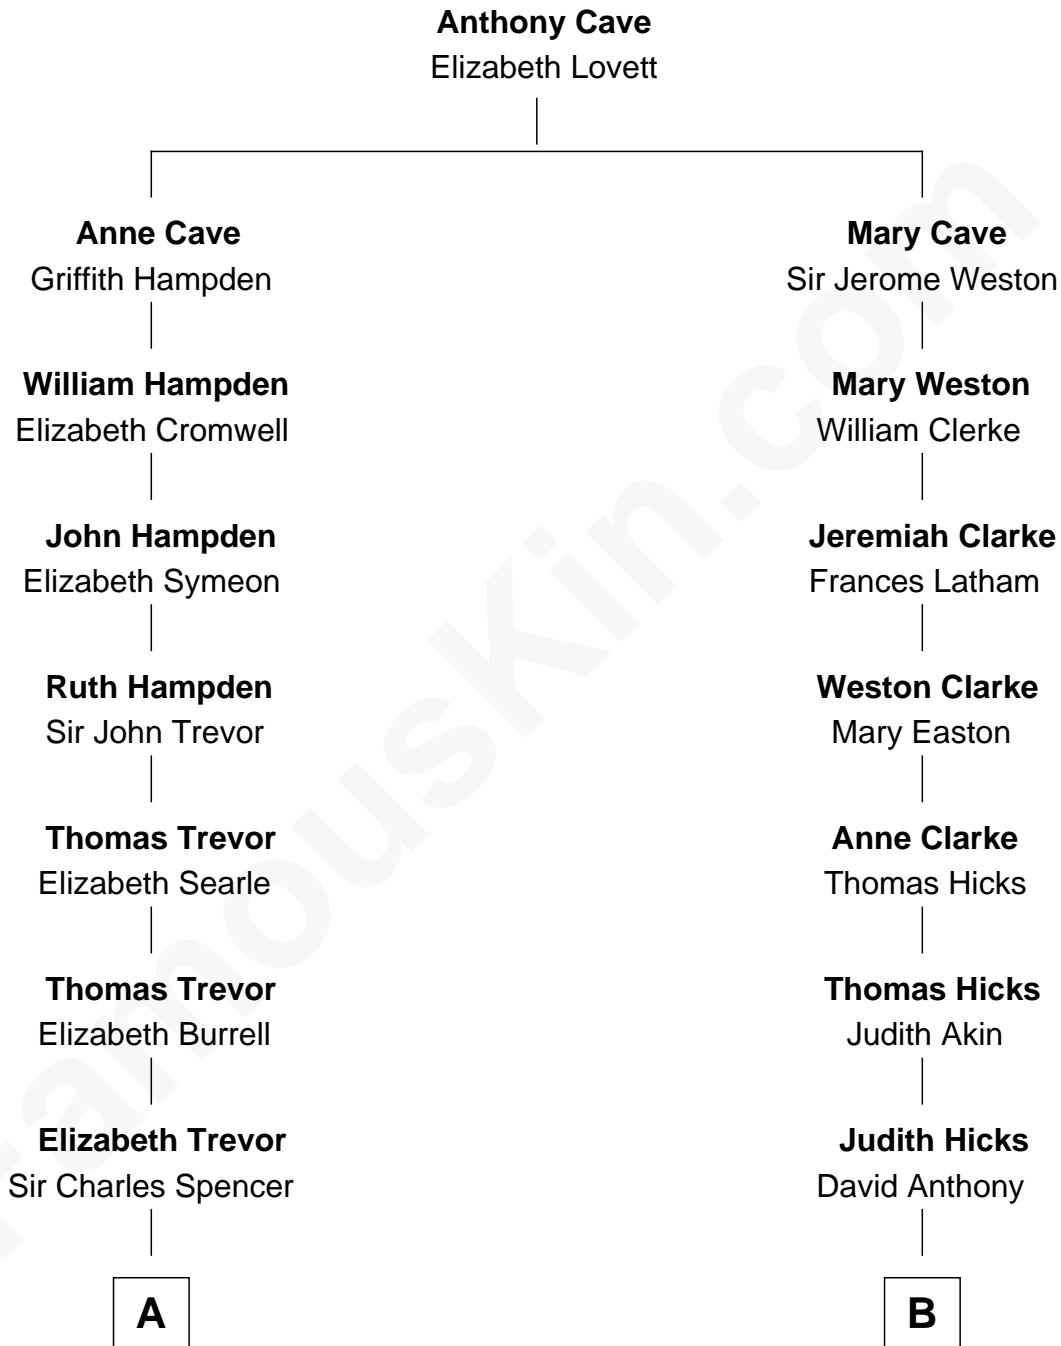 Anthony Cave
Elizabeth Lovett
Anne Cave
Griffith Hampden
Mary Cave
Sir Jerome Weston
William Hampden
Elizabeth Cromwell
Mary Weston
William Clerke
John Hampden
Elizabeth Symeon
Jeremiah Clarke
Frances Latham
Ruth Hampden
Sir John Trevor
Weston Clarke
Mary Easton
Thomas Trevor
Elizabeth Searle
Anne Clarke
Thomas Hicks
Thomas Trevor
Elizabeth Burrell
Thomas Hicks
Judith Akin
Elizabeth Trevor
Sir Charles Spencer
Judith Hicks
David Anthony
A
B
FamousKin.com